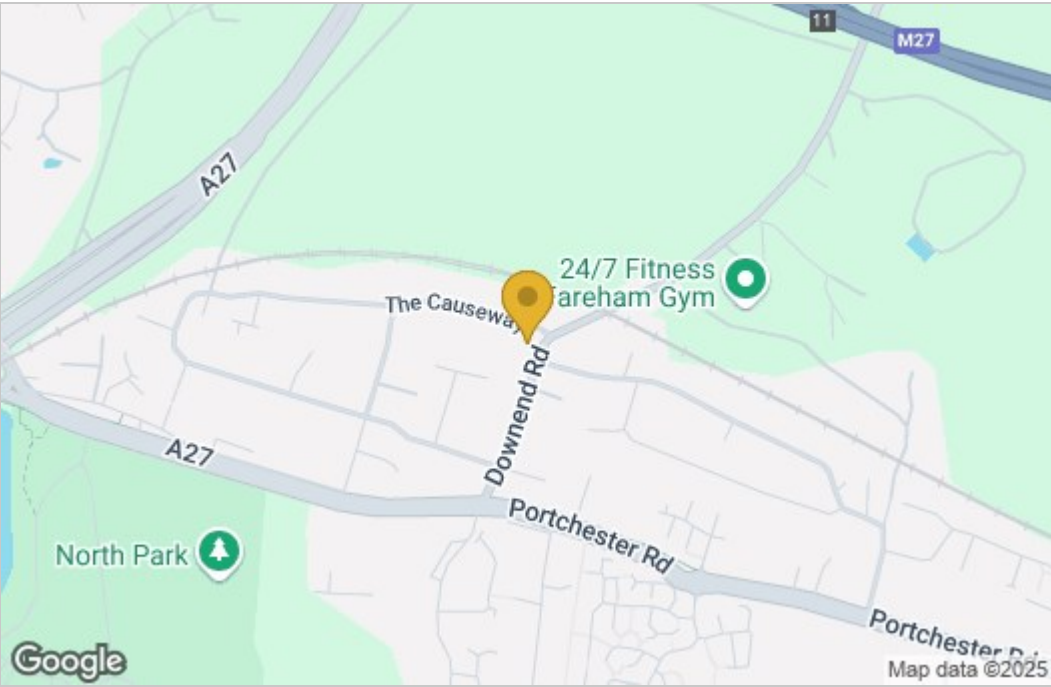 11
M27
A27
24/7 Fitness
Fareham Gym
The Causeway
Downend Rd
A27
Portchester Rd
North Park
Portchester Rd
Google
Map data ©2025